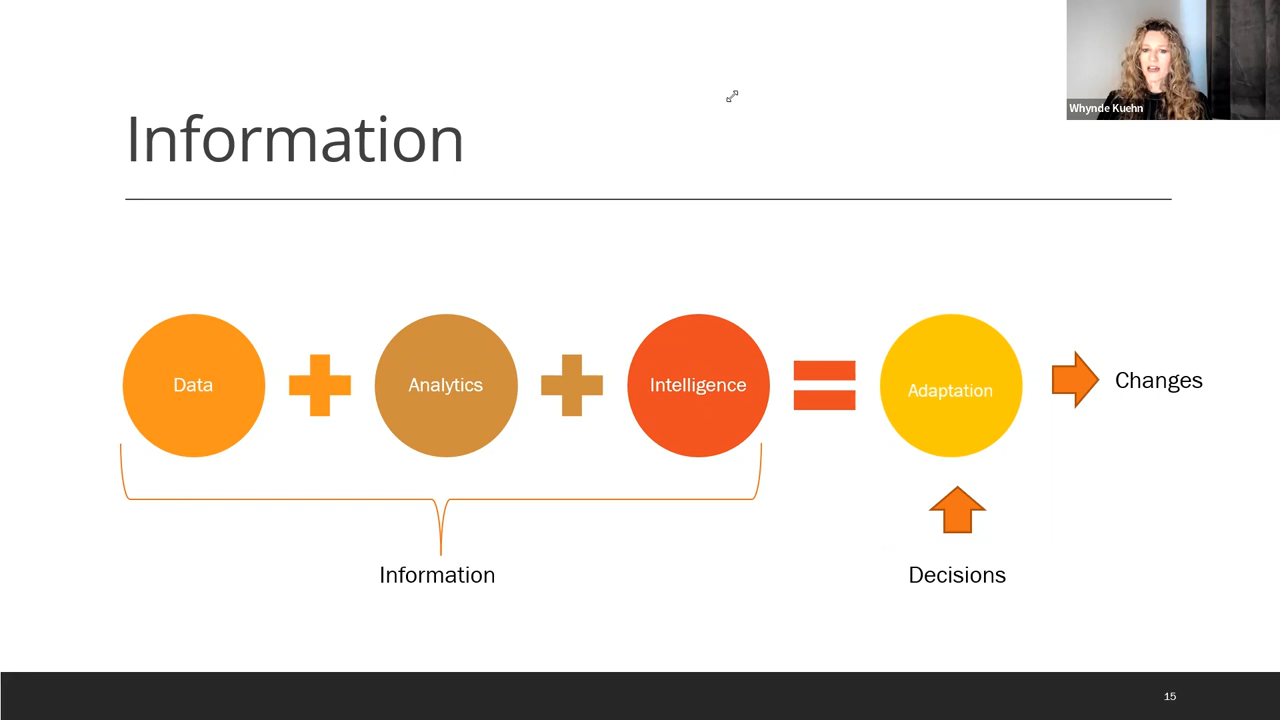 Whynde Kuehn
Information
Data
Analytics
Intelligence
Adaptation
Changes
Information
Decisions
15